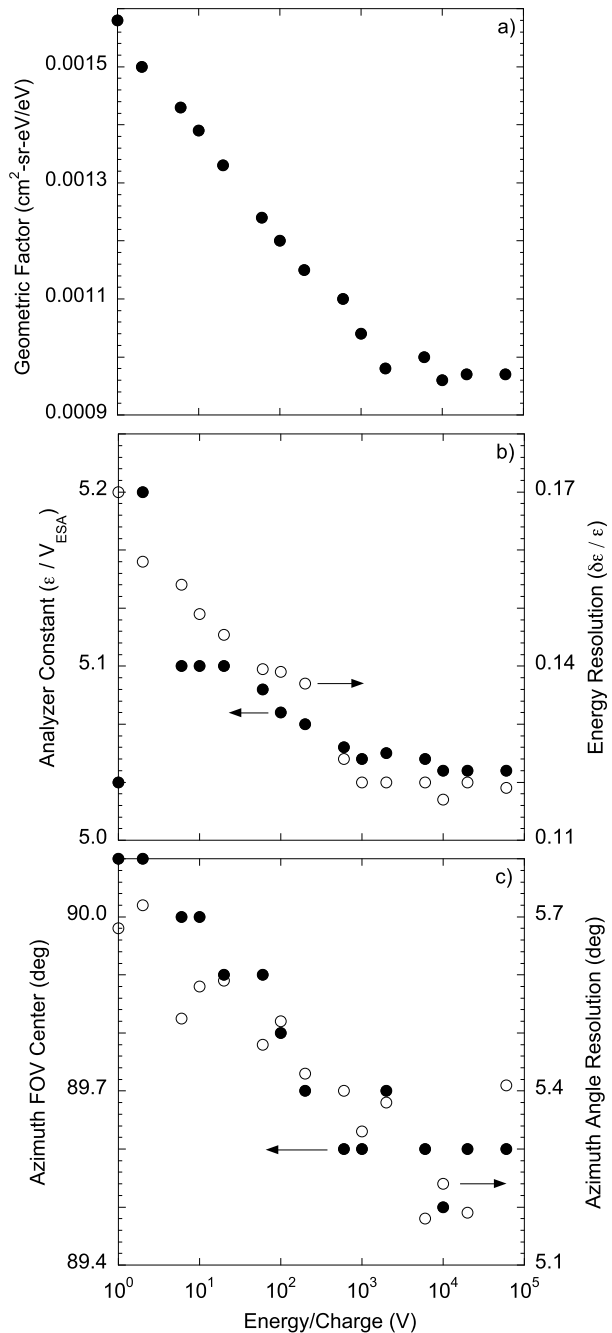 a)
0.0015
0.0013
0.0011
0.0009
Geometric Factor (cm²-sr-eV/eV)
b)
5.2
5.1
5.0
Analyzer Constant (ε / V_ESA)
0.17
0.14
0.11
Energy Resolution (δε / ε)
c)
90.0
89.7
89.4
Azimuth FOV Center (deg)
5.7
5.4
5.1
Azimuth Angle Resolution (deg)
10⁰ 10¹ 10² 10³ 10⁴ 10⁵
Energy/Charge (V)